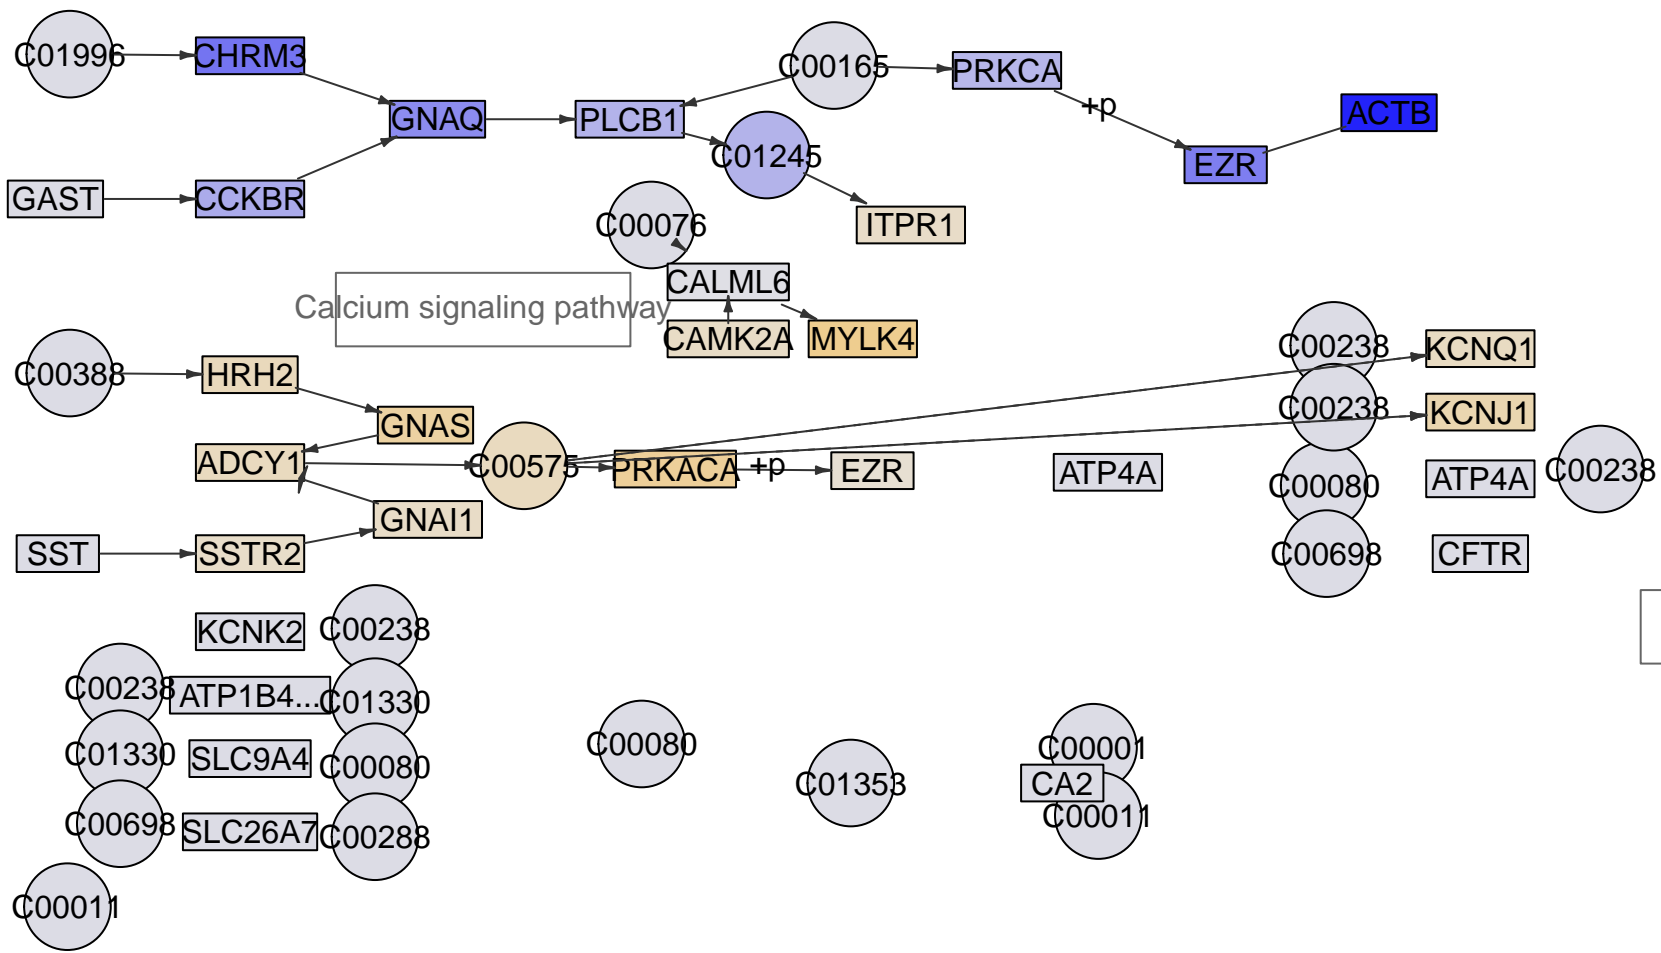 C01996
CHRM3
C00165
PRKCA
+p
ACTB
GNAQ
PLCB1
C01245
EZR
GAST
CCKBR
C00076
ITPR1
CALML6
Calcium signaling pathway
CAMK2A
MYLK4
C00238
KCNQ1
C00388
HRH2
C00238
KCNJ1
GNAS
ADCY1
C00575
PRKACA
+p
EZR
ATP4A
C00080
ATP4A
C00238
GNAI1
SST
SSTR2
C00698
CFTR
KCNK2
C00238
C00238
ATP1B4...
C01330
C01330
SLC9A4
C00080
C00080
C01353
C00001
CA2
C00011
C00698
SLC26A7
C00288
C00011